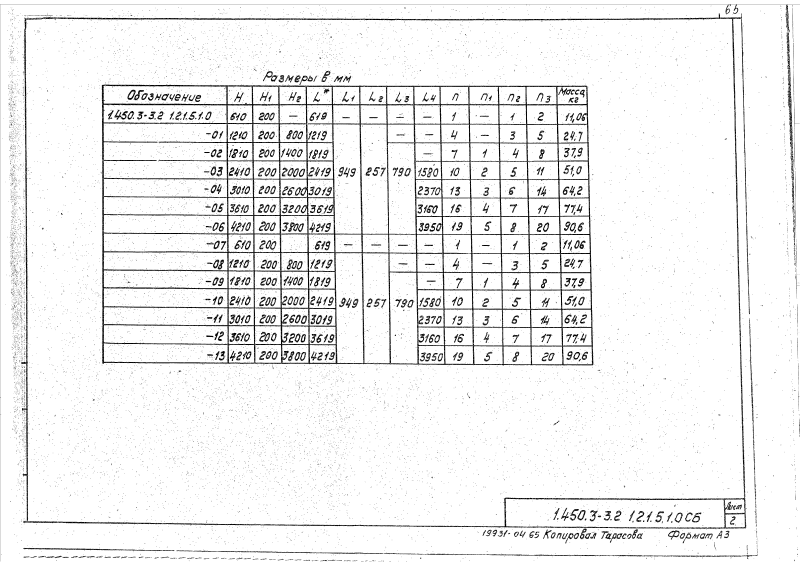 65
Размеры в мм
Обозначение H H1 H2 L* L1 L2 L3 L4 n n1 n2 n3 Масса кг
1.450.3-3.2 1.2.1.5.1.0 610 200 — 619 — — — — 1 — 1 2 11,06
-01 1210 200 800 1219 — — 4 — 3 5 24,7
-02 1810 200 1400 1819 — 7 1 4 8 37,9
-03 2410 200 2000 2419 949 257 790 1580 10 2 5 11 51,0
-04 3010 200 2600 3019 2370 13 3 6 14 64,2
-05 3610 200 3200 3619 3160 16 4 7 17 77,4
-06 4210 200 3800 4219 3950 19 5 8 20 90,6
-07 610 200 619 — — — — 1 — 1 2 11,06
-08 1210 200 800 1219 — — 4 — 3 5 24,7
-09 1810 200 1400 1819 — 7 1 4 8 37,9
-10 2410 200 2000 2419 949 257 790 1580 10 2 5 11 51,0
-11 3010 200 2600 3019 2370 13 3 6 14 64,2
-12 3610 200 3200 3619 3160 16 4 7 17 77,4
-13 4210 200 3800 4219 3950 19 5 8 20 90,6
1.450.3-3.2 1.2.1.5.1.0 СБ
Лист
2
19931-04 65 Копировал Тарасова Формат А3